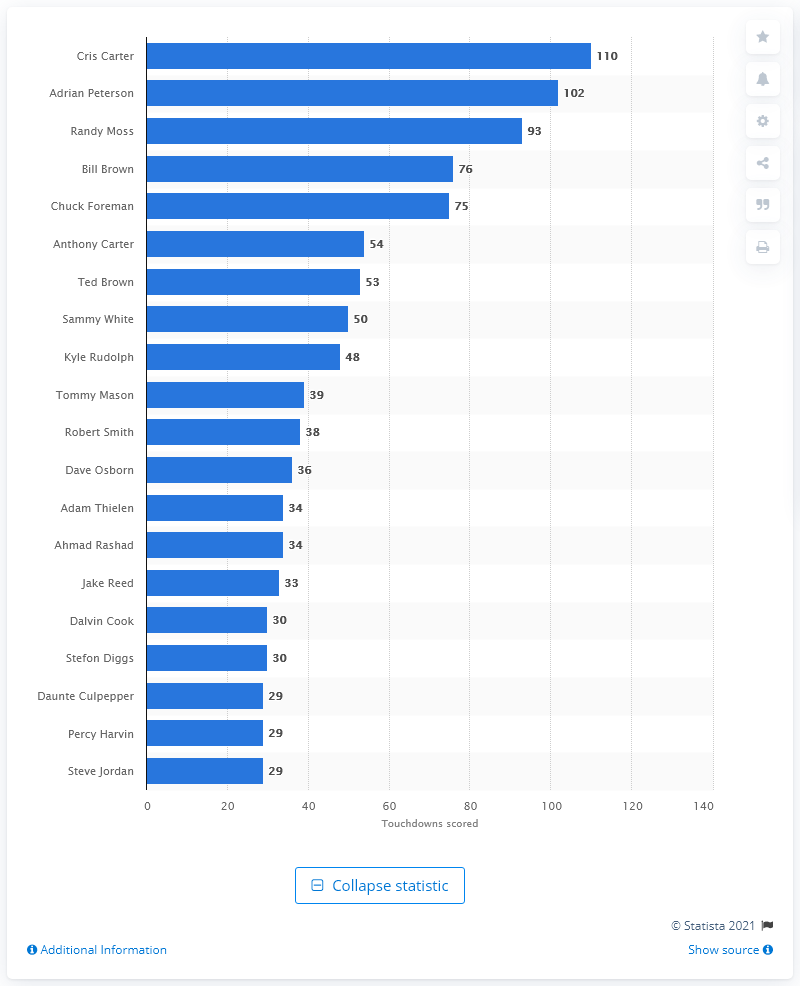 Cris Carter 110
Adrian Peterson 102
Randy Moss 93
Bill Brown 76
Chuck Foreman 75
Anthony Carter 54
Ted Brown 53
Sammy White 50
Kyle Rudolph 48
Tommy Mason 39
Robert Smith 38
Dave Osborn 36
Adam Thielen 34
Ahmad Rashad 34
Jake Reed 33
Dalvin Cook 30
Stefon Diggs 30
Daunte Culpepper 29
Percy Harvin 29
Steve Jordan 29
0 20 40 60 80 100 120 140
Touchdowns scored
Collapse statistic
© Statista 2021
Additional Information Show source